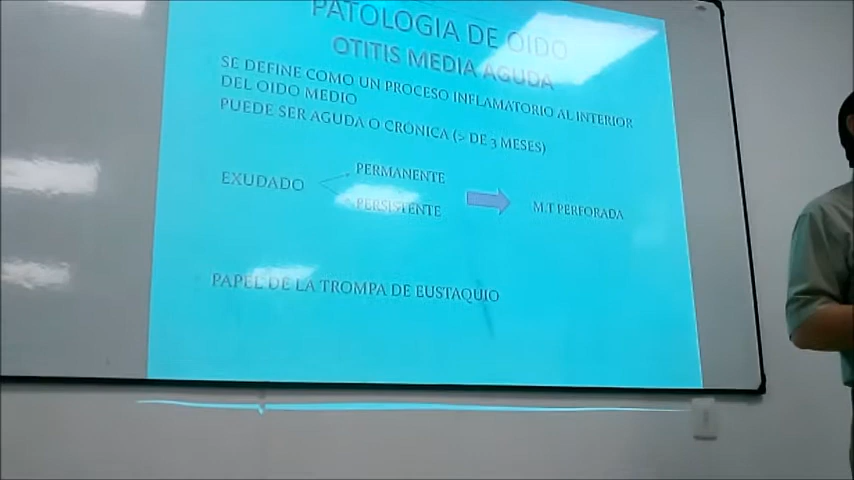 PATOLOGIA DE OIDO
OTITIS MEDIA AGUDA
SE DEFINE COMO UN PROCESO INFLAMATORIO AL INTERIOR
DEL OIDO MEDIO
PUEDE SER AGUDA O CRONICA (> DE 3 MESES)
PERMANENTE
EXUDADO
PERSISTENTE
M.T PERFORADA
PAPEL DE LA TROMPA DE EUSTAQUIO